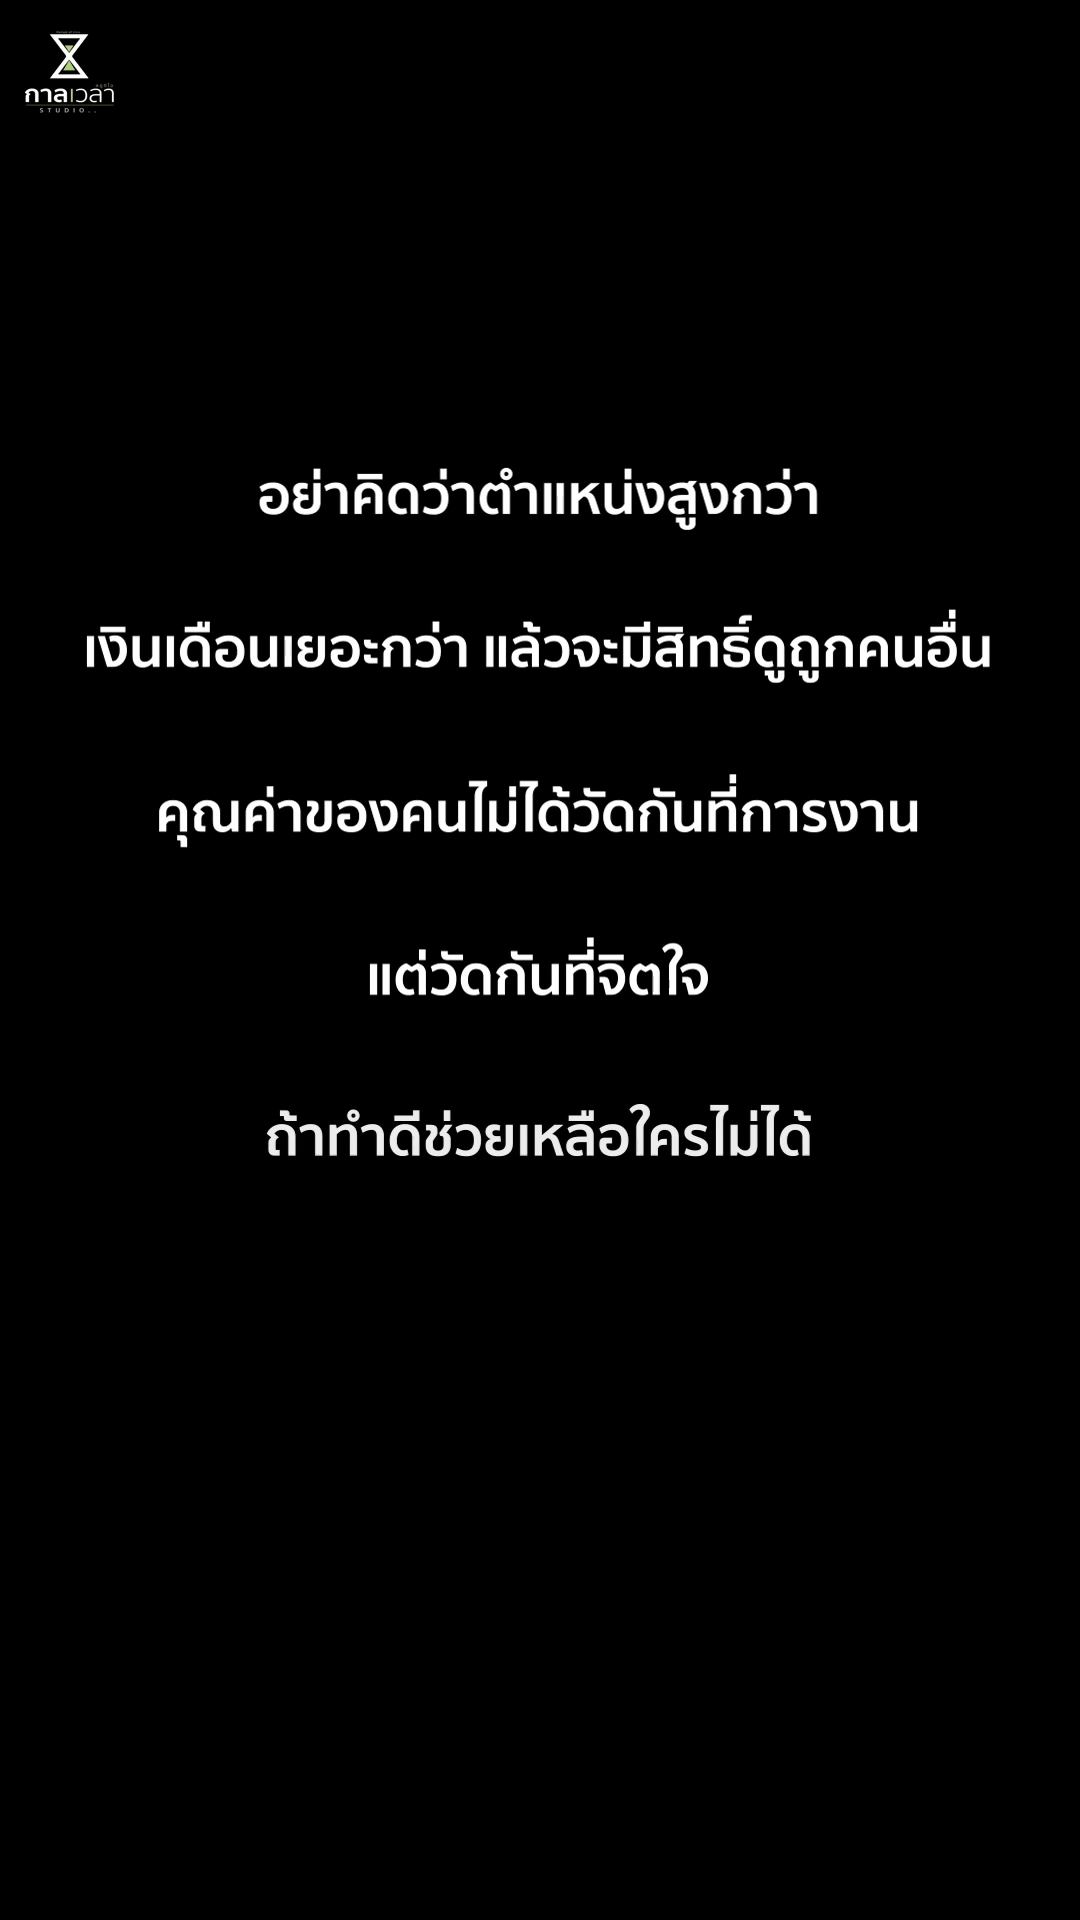 กาลเวลา
STUDIO..
อย่าคิดว่าตำแหน่งสูงกว่า
เงินเดือนเยอะกว่า แล้วจะมีสิทธิ์ดูถูกคนอื่น
คุณค่าของคนไม่ได้วัดกันที่การงาน
แต่วัดกันที่จิตใจ
ถ้าทำดีช่วยเหลือใครไม่ได้